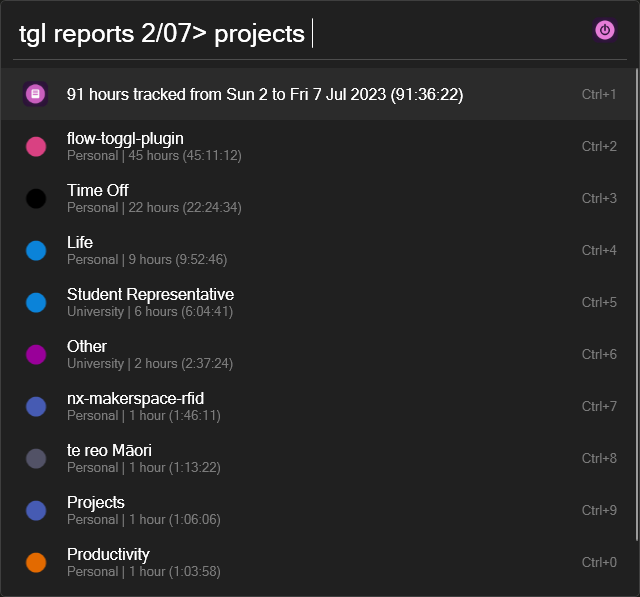 tgl reports 2/07> projects
91 hours tracked from Sun 2 to Fri 7 Jul 2023 (91:36:22)
Ctrl+1
flow-toggl-plugin
Personal | 45 hours (45:11:12)
Ctrl+2
Time Off
Personal | 22 hours (22:24:34)
Ctrl+3
Life
Personal | 9 hours (9:52:46)
Ctrl+4
Student Representative
University | 6 hours (6:04:41)
Ctrl+5
Other
University | 2 hours (2:37:24)
Ctrl+6
nx-makerspace-rfid
Personal | 1 hour (1:46:11)
Ctrl+7
te reo Māori
Personal | 1 hour (1:13:22)
Ctrl+8
Projects
Personal | 1 hour (1:06:06)
Ctrl+9
Productivity
Personal | 1 hour (1:03:58)
Ctrl+0